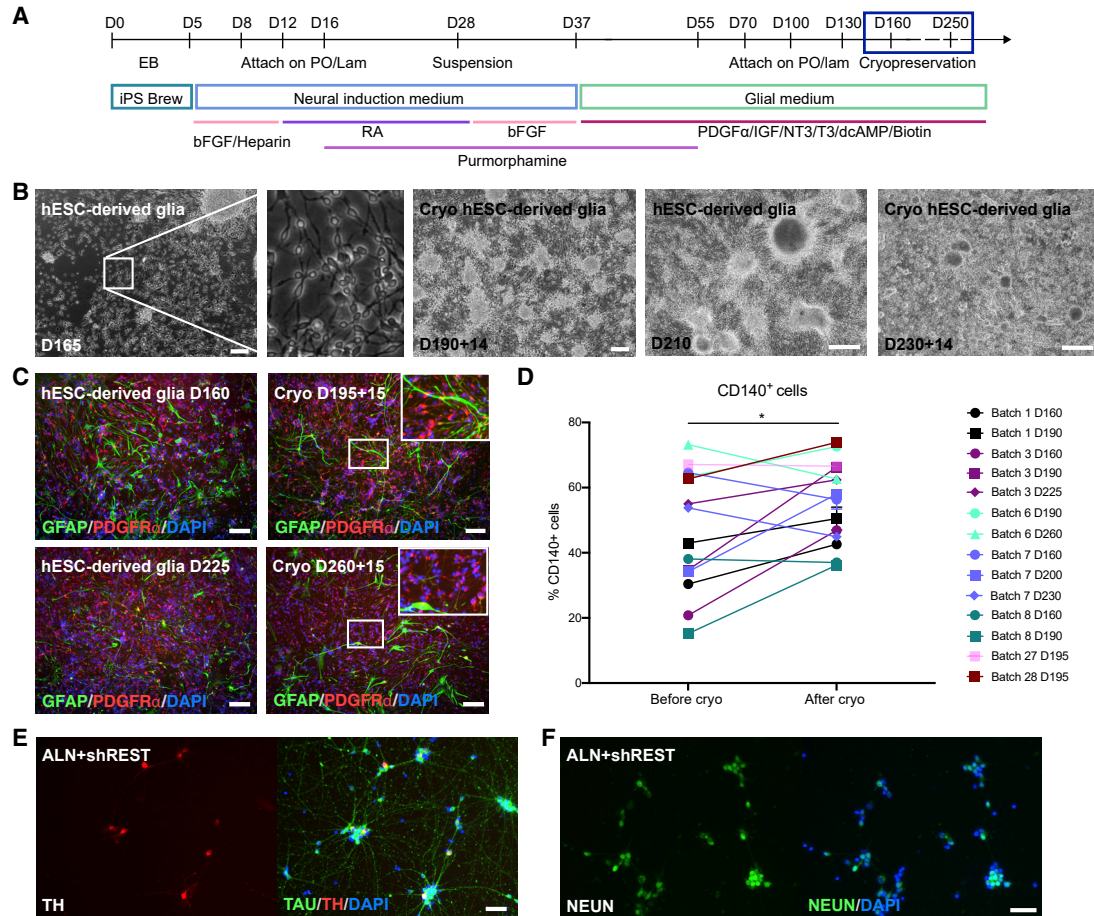 A
D0 D5 D8 D12 D16 D28 D37 D55 D70 D100 D130 D160 D250
EB Attach on PO/Lam Suspension Attach on PO/lam Cryopreservation
iPS Brew Neural induction medium Glial medium
bFGF/Heparin RA bFGF PDGFα/IGF/NT3/T3/dcAMP/Biotin
Purmorphamine
B
hESC-derived glia Cryo hESC-derived glia hESC-derived glia Cryo hESC-derived glia
D165 D190+14 D210 D230+14
C
hESC-derived glia D160 Cryo D195+15
GFAP/PDGFRα/DAPI GFAP/PDGFRα/DAPI
hESC-derived glia D225 Cryo D260+15
GFAP/PDGFRα/DAPI GFAP/PDGFRα/DAPI
D
CD140+ cells
*
% CD140+ cells
80
60
40
20
0
Before cryo After cryo
Batch 1 D160
Batch 1 D190
Batch 3 D160
Batch 3 D190
Batch 3 D225
Batch 6 D190
Batch 6 D260
Batch 7 D160
Batch 7 D200
Batch 7 D230
Batch 8 D160
Batch 8 D190
Batch 27 D195
Batch 28 D195
E
ALN+shREST
TH TAU/TH/DAPI
F
ALN+shREST
NEUN NEUN/DAPI